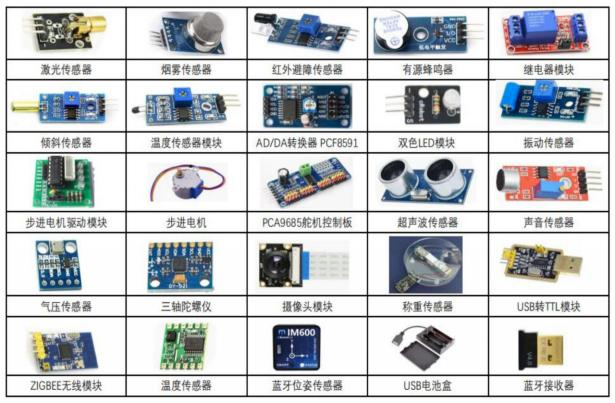 激光传感器 烟雾传感器 红外避障传感器 有源蜂鸣器 继电器模块
倾斜传感器 温度传感器模块 AD/DA转换器 PCF8591 双色LED模块 振动传感器
步进电机驱动模块 步进电机 PCA9685舵机控制板 超声波传感器 声音传感器
GY-521
气压传感器 三轴陀螺仪 摄像头模块 称重传感器 USB转TTL模块
IM600
ZIGBEE无线模块 温度传感器 蓝牙位姿传感器 USB电池盒 蓝牙接收器